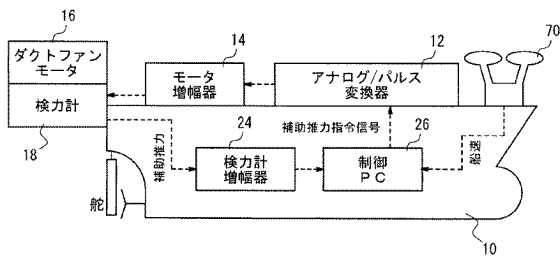 16
14
12
70
ダクトファン
モータ
モータ
増幅器
アナログ/パルス
変換器
検力計
18
補助推力
24
補助推力指令信号
26
船速
検力計
増幅器
制御
PC
舵
10